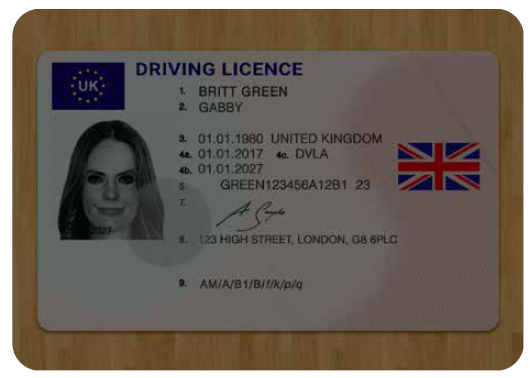 UK
DRIVING LICENCE
1. BRITT GREEN
2. GABBY
3. 01.01.1980 UNITED KINGDOM
4a. 01.01.2017 4c. DVLA
4b. 01.01.2027
5. GREEN123456A12B1 23
7.
8. 123 HIGH STREET, LONDON, G8 6PLC
9. AM/A/B1/B/f/k/p/q